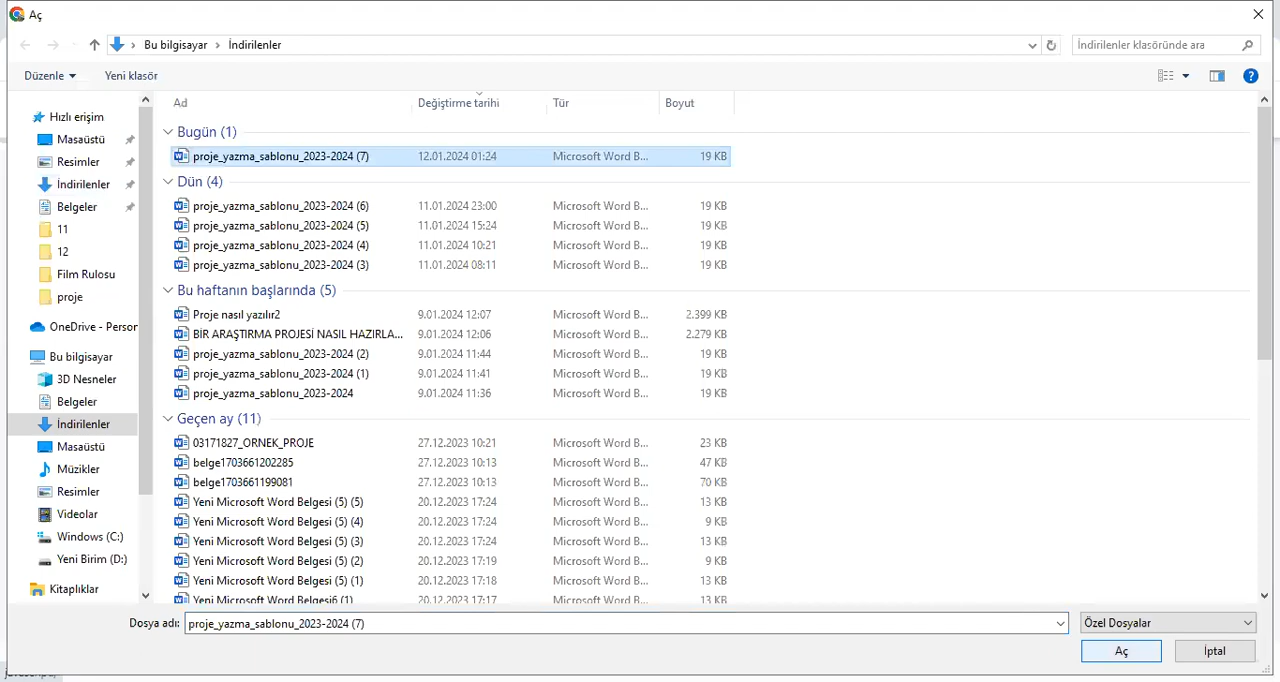 Aç
Bu bilgisayar › İndirilenler
İndirilenler klasöründe ara
Düzenle Yeni klasör
Hızlı erişim
Masaüstü
Resimler
İndirilenler
Belgeler
11
12
Film Rulosu
proje
OneDrive - Person
Bu bilgisayar
3D Nesneler
Belgeler
İndirilenler
Masaüstü
Müzikler
Resimler
Videolar
Windows (C:)
Yeni Birim (D:)
Kitaplıklar
Ad Değiştirme tarihi Tür Boyut
Bugün (1)
proje_yazma_sablonu_2023-2024 (7) 12.01.2024 01:24 Microsoft Word B... 19 KB
Dün (4)
proje_yazma_sablonu_2023-2024 (6) 11.01.2024 23:00 Microsoft Word B... 19 KB
proje_yazma_sablonu_2023-2024 (5) 11.01.2024 15:24 Microsoft Word B... 19 KB
proje_yazma_sablonu_2023-2024 (4) 11.01.2024 10:21 Microsoft Word B... 19 KB
proje_yazma_sablonu_2023-2024 (3) 11.01.2024 08:11 Microsoft Word B... 19 KB
Bu haftanın başlarında (5)
Proje nasıl yazılır2 9.01.2024 12:07 Microsoft Word B... 2.399 KB
BİR ARAŞTIRMA PROJESİ NASIL HAZIRLA... 9.01.2024 12:06 Microsoft Word B... 2.279 KB
proje_yazma_sablonu_2023-2024 (2) 9.01.2024 11:44 Microsoft Word B... 19 KB
proje_yazma_sablonu_2023-2024 (1) 9.01.2024 11:41 Microsoft Word B... 19 KB
proje_yazma_sablonu_2023-2024 9.01.2024 11:36 Microsoft Word B... 19 KB
Geçen ay (11)
03171827_ORNEK_PROJE 27.12.2023 10:21 Microsoft Word B... 23 KB
belge1703661202285 27.12.2023 10:13 Microsoft Word B... 47 KB
belge1703661199081 27.12.2023 10:13 Microsoft Word B... 70 KB
Yeni Microsoft Word Belgesi (5) (5) 20.12.2023 17:24 Microsoft Word B... 13 KB
Yeni Microsoft Word Belgesi (5) (4) 20.12.2023 17:24 Microsoft Word B... 9 KB
Yeni Microsoft Word Belgesi (5) (3) 20.12.2023 17:24 Microsoft Word B... 13 KB
Yeni Microsoft Word Belgesi (5) (2) 20.12.2023 17:19 Microsoft Word B... 9 KB
Yeni Microsoft Word Belgesi (5) (1) 20.12.2023 17:18 Microsoft Word B... 13 KB
Yeni Microsoft Word Belgesi6 (1) 20.12.2023 17:17 Microsoft Word B... 13 KB
Dosya adı: proje_yazma_sablonu_2023-2024 (7) Özel Dosyalar
Aç İptal